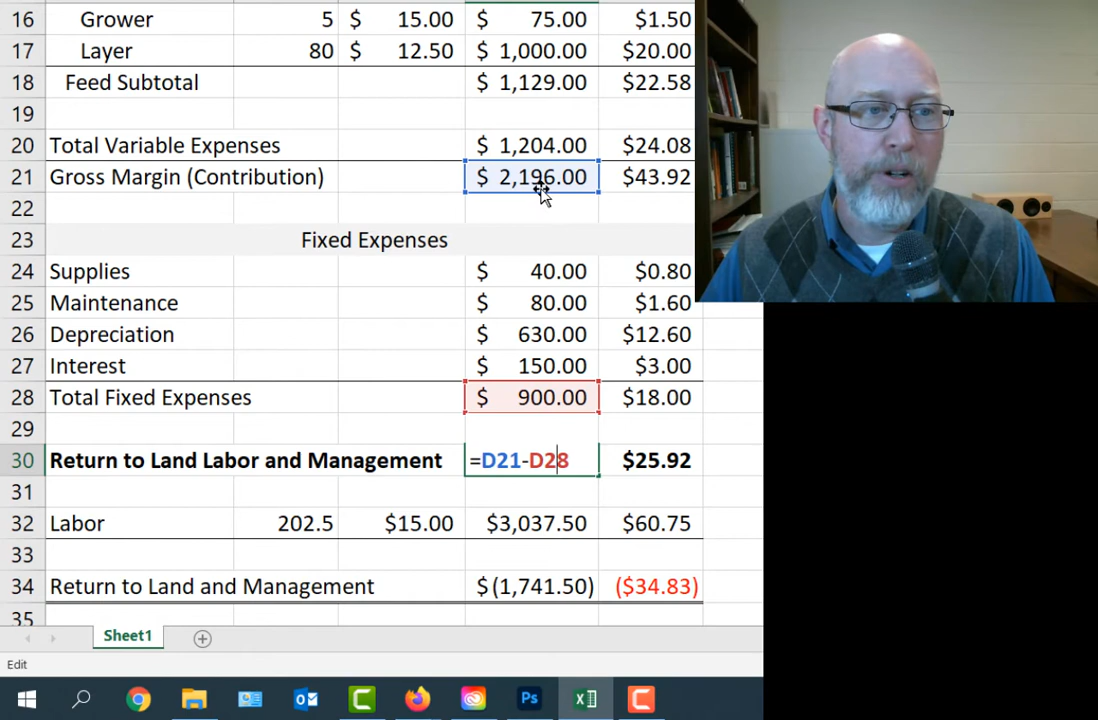 16 Grower 5 $ 15.00 $ 75.00 $1.50
17 Layer 80 $ 12.50 $ 1,000.00 $20.00
18 Feed Subtotal $ 1,129.00 $22.58
19
20 Total Variable Expenses $ 1,204.00 $24.08
21 Gross Margin (Contribution) $ 2,196.00 $43.92
22
23 Fixed Expenses
24 Supplies $ 40.00 $0.80
25 Maintenance $ 80.00 $1.60
26 Depreciation $ 630.00 $12.60
27 Interest $ 150.00 $3.00
28 Total Fixed Expenses $ 900.00 $18.00
29
30 Return to Land Labor and Management =D21-D28 $25.92
31
32 Labor 202.5 $15.00 $3,037.50 $60.75
33
34 Return to Land and Management $(1,741.50) ($34.83)
35
Sheet1
Edit
Ps